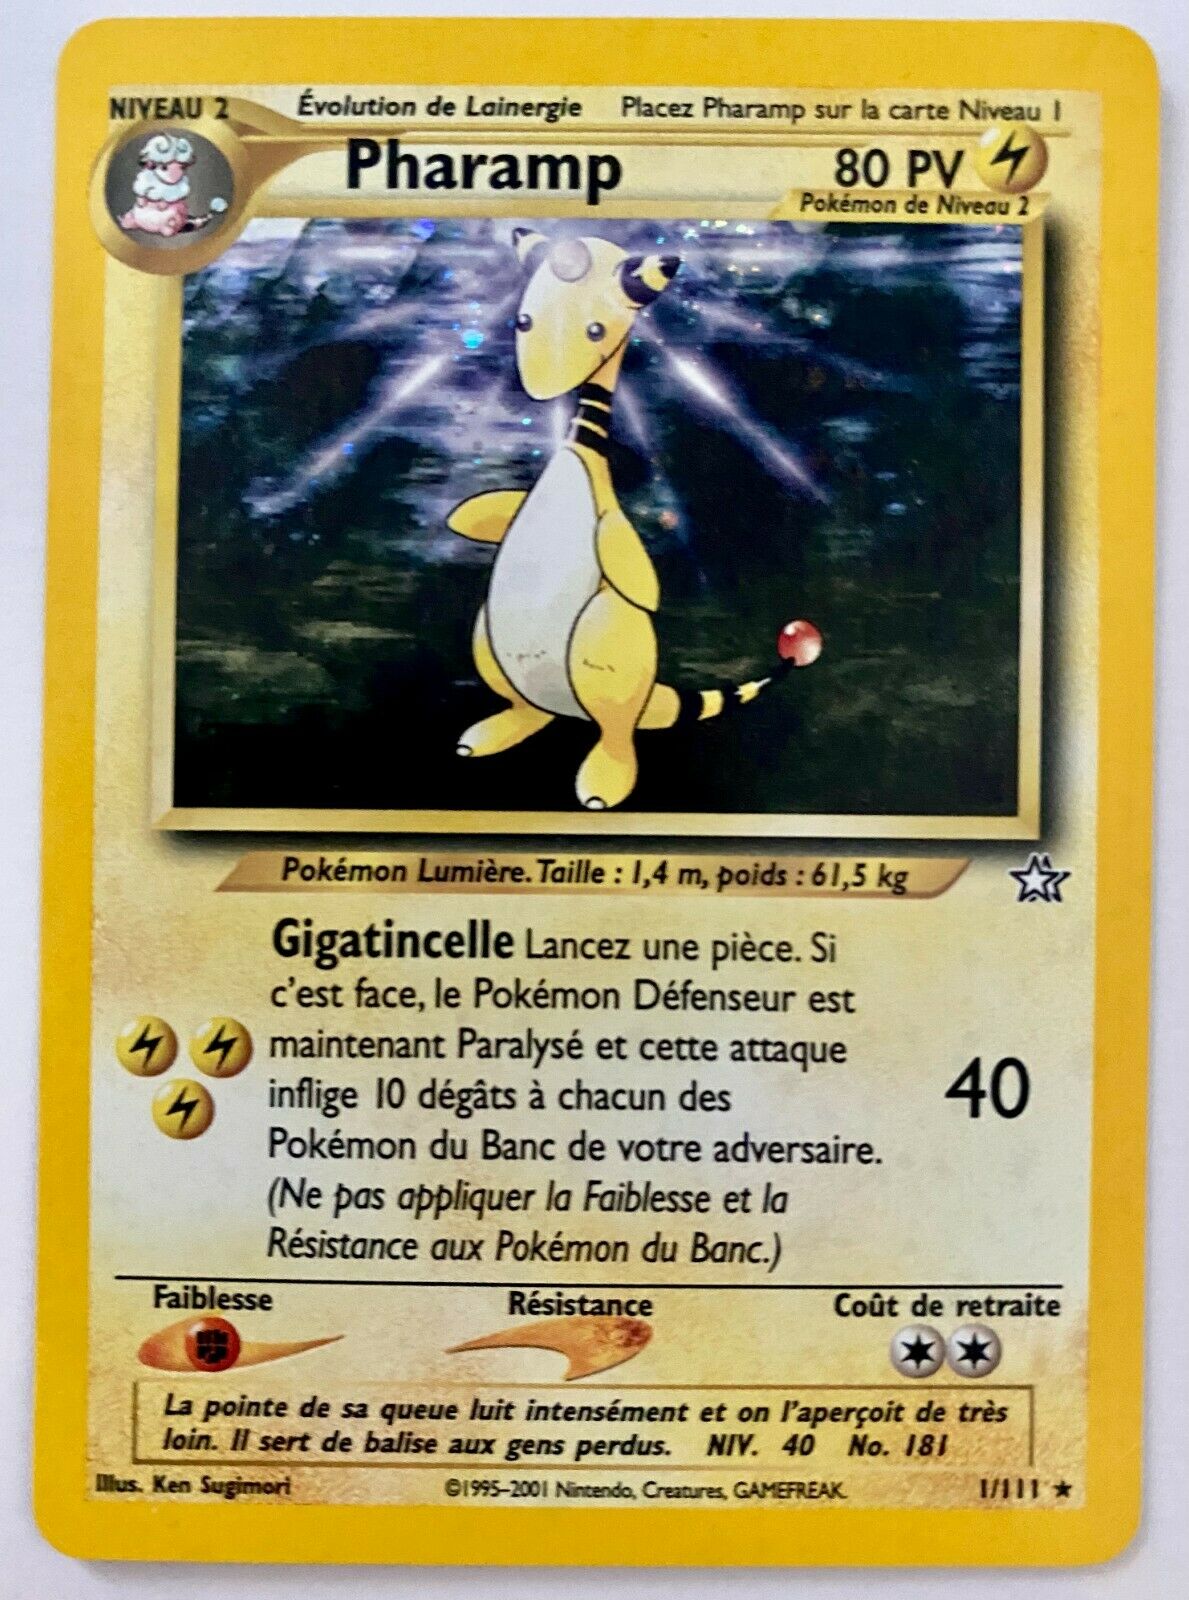 NIVEAU 2 Évolution de Lainergie Placez Pharamp sur la carte Niveau 1
Pharamp 80 PV
Pokémon de Niveau 2
Pokémon Lumière. Taille : 1,4 m, poids : 61,5 kg
Gigatincelle Lancez une pièce. Si
c'est face, le Pokémon Défenseur est
maintenant Paralysé et cette attaque
inflige 10 dégâts à chacun des
Pokémon du Banc de votre adversaire.
(Ne pas appliquer la Faiblesse et la
Résistance aux Pokémon du Banc.)
40
Faiblesse Résistance Coût de retraite
La pointe de sa queue luit intensément et on l'aperçoit de très
loin. Il sert de balise aux gens perdus. NIV. 40 No. 181
Illus. Ken Sugimori ©1995-2001 Nintendo, Creatures, GAMEFREAK. 1/111 ★